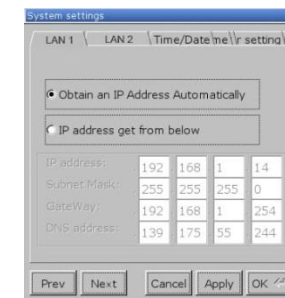 System settings
LAN 1 LAN 2 Time/Date me r setting
Obtain an IP Address Automatically
IP address get from below
IP address: 192 168 1 14
Subnet Mask: 255 255 255 0
GateWay: 192 168 1 254
DNS address: 139 175 55 244
Prev Next Cancel Apply OK